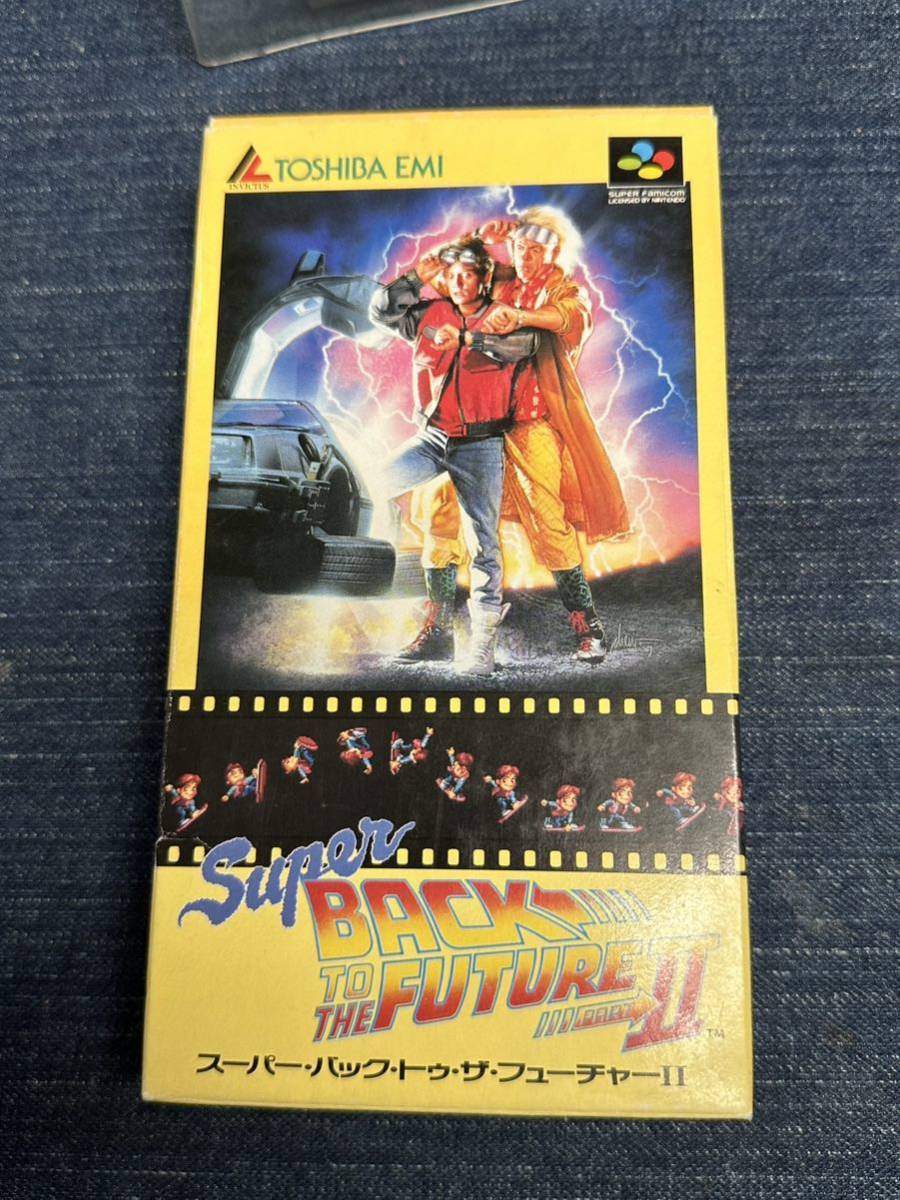 INVICTUS
TOSHIBA EMI
SUPER FAMICOM
LICENSED BY NINTENDO
Super
BACK
TO THE FUTURE
PART II
TM
スーパー・バック・トゥ・ザ・フューチャーII